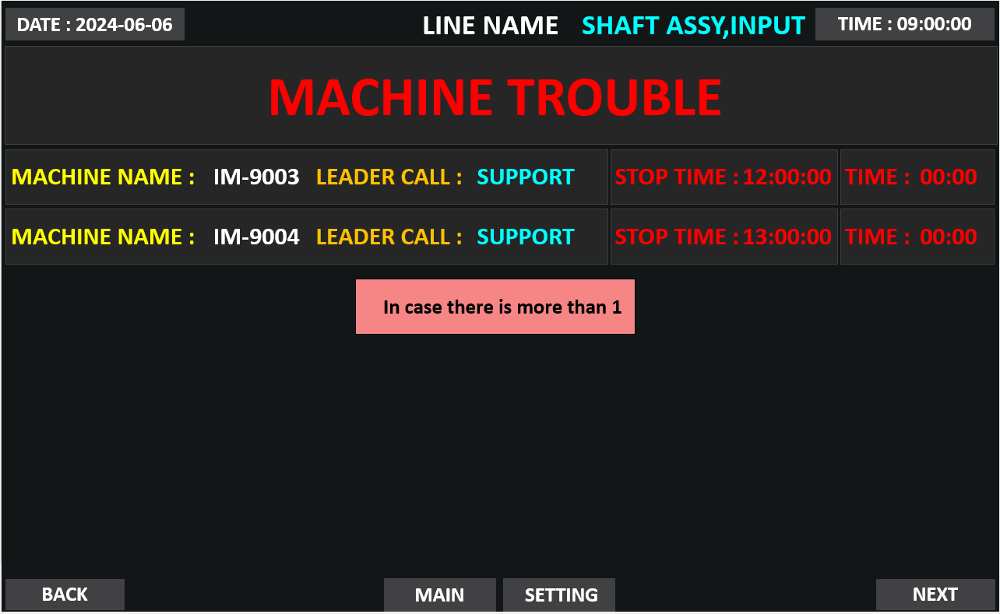 DATE : 2024-06-06 LINE NAME SHAFT ASSY,INPUT TIME : 09:00:00
MACHINE TROUBLE
MACHINE NAME : IM-9003 LEADER CALL : SUPPORT STOP TIME : 12:00:00 TIME : 00:00
MACHINE NAME : IM-9004 LEADER CALL : SUPPORT STOP TIME : 13:00:00 TIME : 00:00
In case there is more than 1
BACK MAIN SETTING NEXT